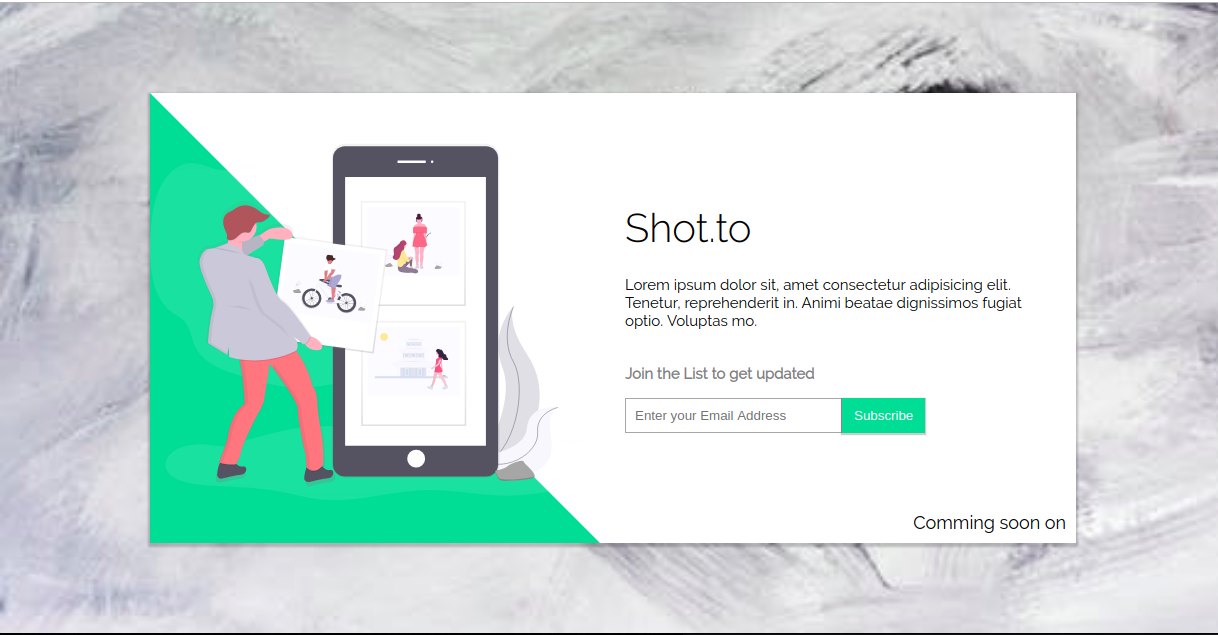 Shot.to
Lorem ipsum dolor sit, amet consectetur adipisicing elit.
Tenetur, reprehenderit in. Animi beatae dignissimos fugiat
optio. Voluptas mo.
Join the List to get updated
Enter your Email Address
Subscribe
Comming soon on